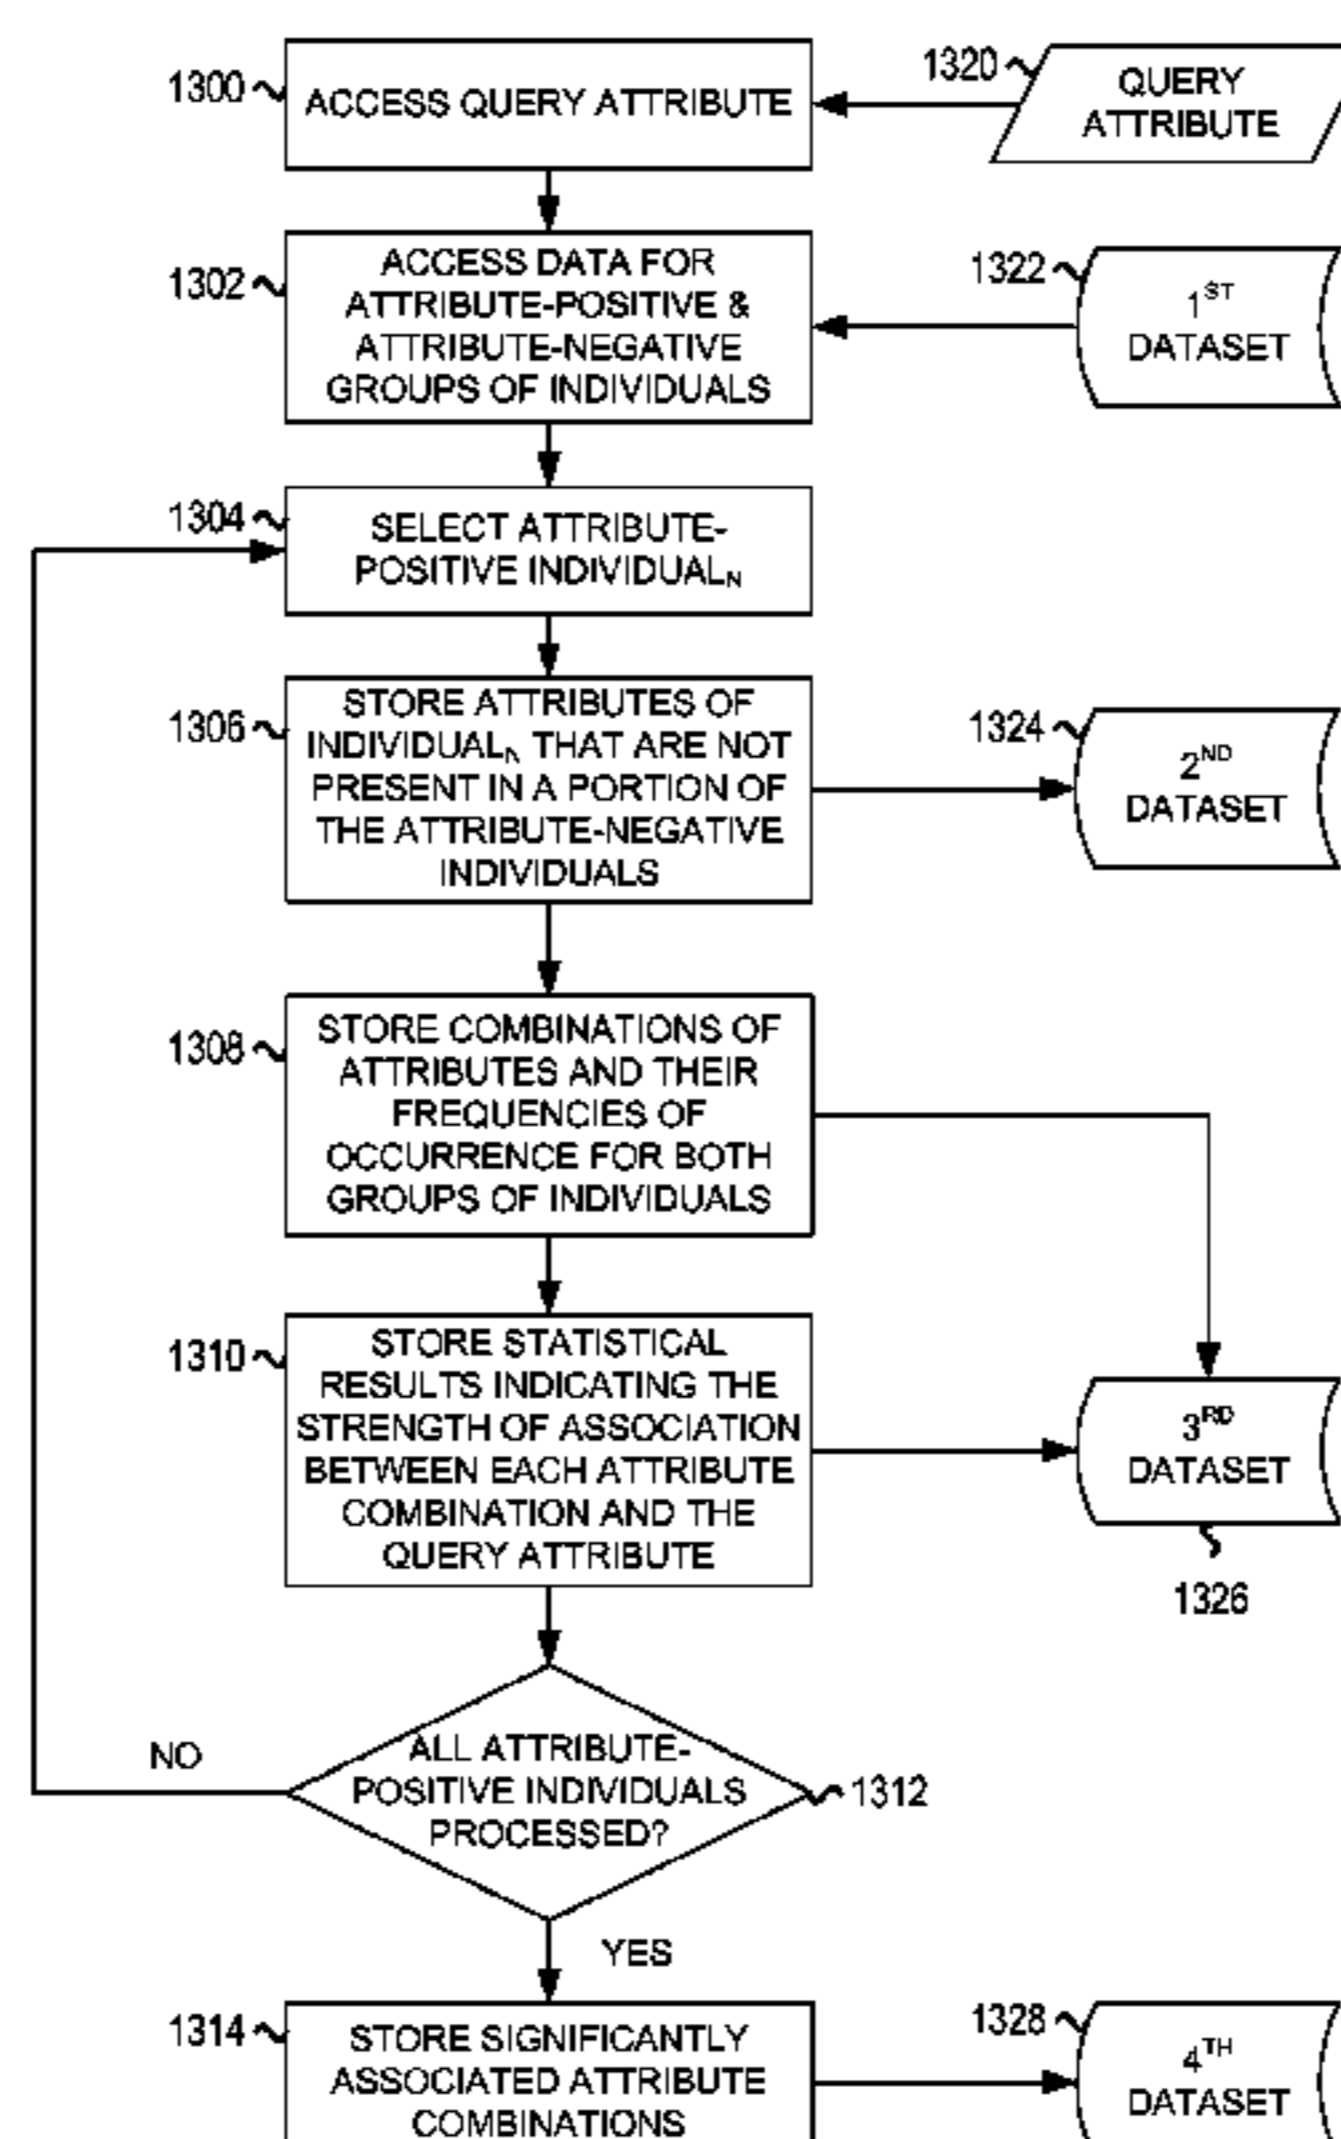 1300
ACCESS QUERY ATTRIBUTE
1320
QUERY
ATTRIBUTE
1302
ACCESS DATA FOR
ATTRIBUTE-POSITIVE &
ATTRIBUTE-NEGATIVE
GROUPS OF INDIVIDUALS
1322
1ST
DATASET
1304
SELECT ATTRIBUTE-
POSITIVE INDIVIDUALN
1306
STORE ATTRIBUTES OF
INDIVIDUALN THAT ARE NOT
PRESENT IN A PORTION OF
THE ATTRIBUTE-NEGATIVE
INDIVIDUALS
1324
2ND
DATASET
1308
STORE COMBINATIONS OF
ATTRIBUTES AND THEIR
FREQUENCIES OF
OCCURRENCE FOR BOTH
GROUPS OF INDIVIDUALS
1310
STORE STATISTICAL
RESULTS INDICATING THE
STRENGTH OF ASSOCIATION
BETWEEN EACH ATTRIBUTE
COMBINATION AND THE
QUERY ATTRIBUTE
3RD
DATASET
1326
NO
ALL ATTRIBUTE-
POSITIVE INDIVIDUALS
PROCESSED?
1312
YES
1314
STORE SIGNIFICANTLY
ASSOCIATED ATTRIBUTE
COMBINATIONS
1328
4TH
DATASET